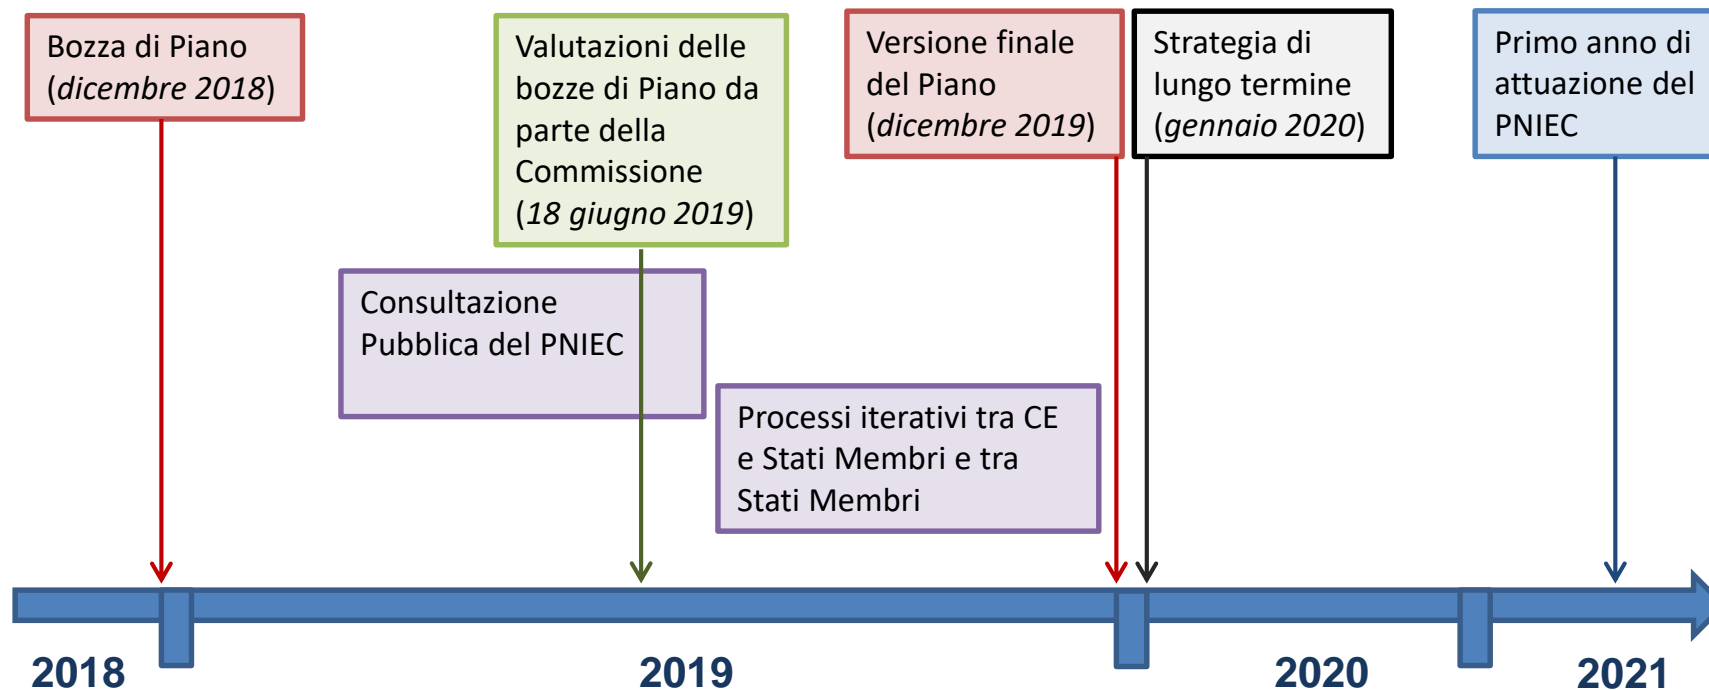 Bozza di Piano
(dicembre 2018)
Valutazioni delle
bozze di Piano da
parte della
Commissione
(18 giugno 2019)
Versione finale
del Piano
(dicembre 2019)
Strategia di
lungo termine
(gennaio 2020)
Primo anno di
attuazione del
PNIEC
Consultazione
Pubblica del PNIEC
Processi iterativi tra CE
e Stati Membri e tra
Stati Membri
2018
2019
2020
2021